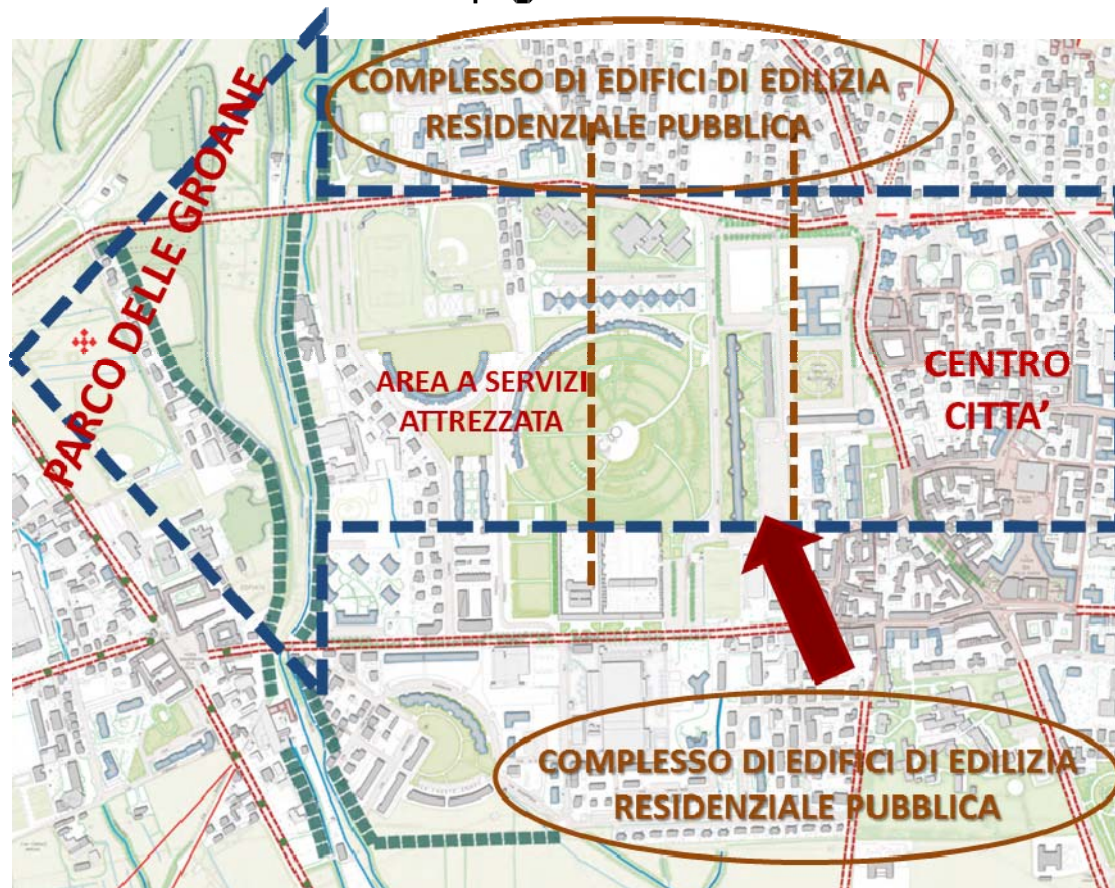 COMPLESSO DI EDIFICI DI EDILIZIA
RESIDENZIALE PUBBLICA
PARCO DELLE GROANE
AREA A SERVIZI
ATTREZZATA
CENTRO
CITTA'
COMPLESSO DI EDIFICI DI EDILIZIA
RESIDENZIALE PUBBLICA